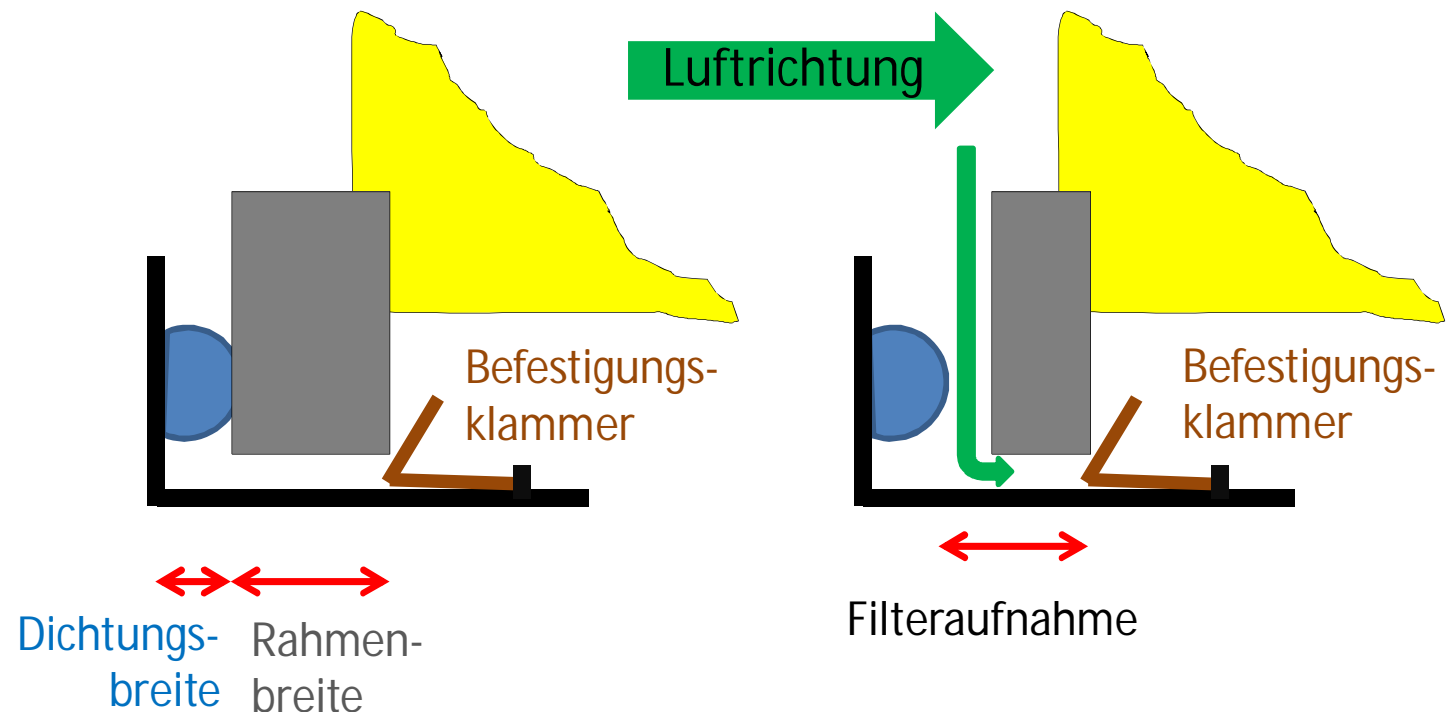 Luftrichtung
Befestigungs-
klammer
Befestigungs-
klammer
Dichtungs-
breite
Rahmen-
breite
Filteraufnahme